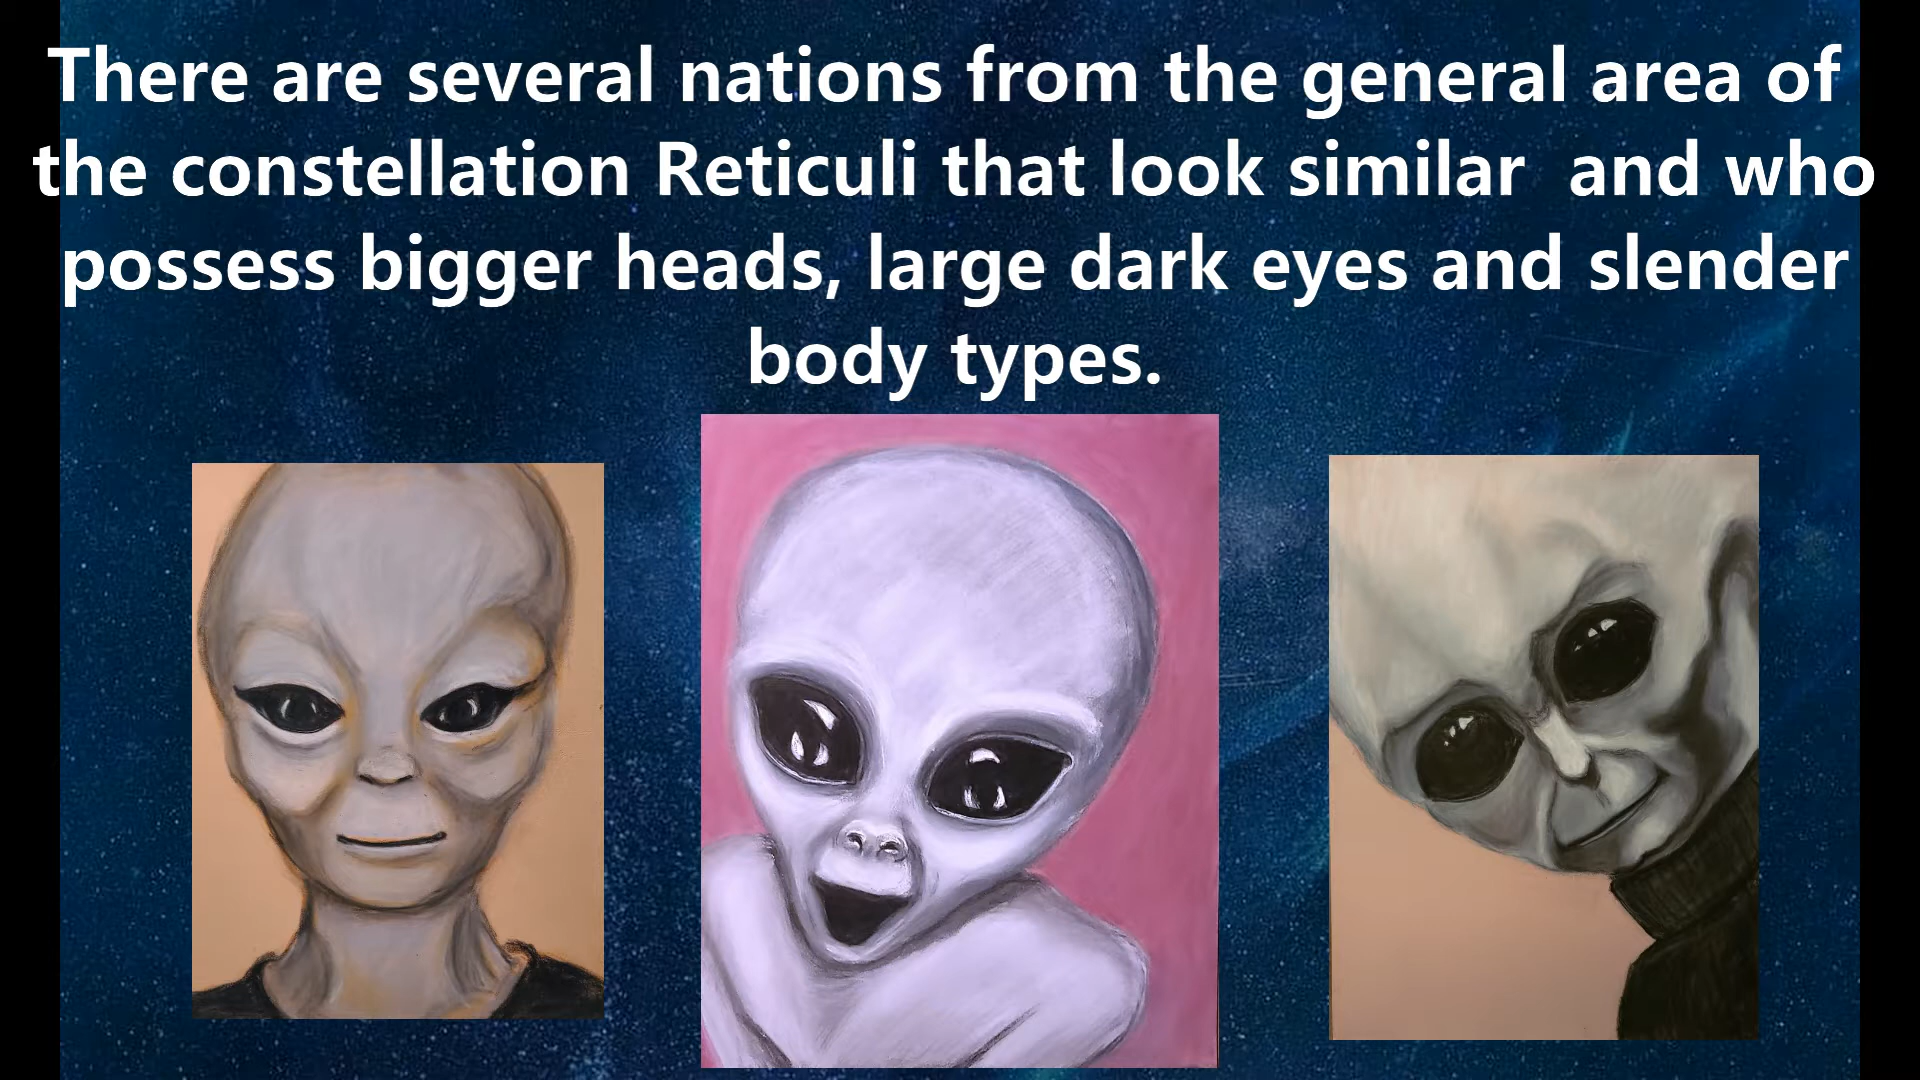 There are several nations from the general area of
the constellation Reticuli that look similar  and who
possess bigger heads, large dark eyes and slender
body types.